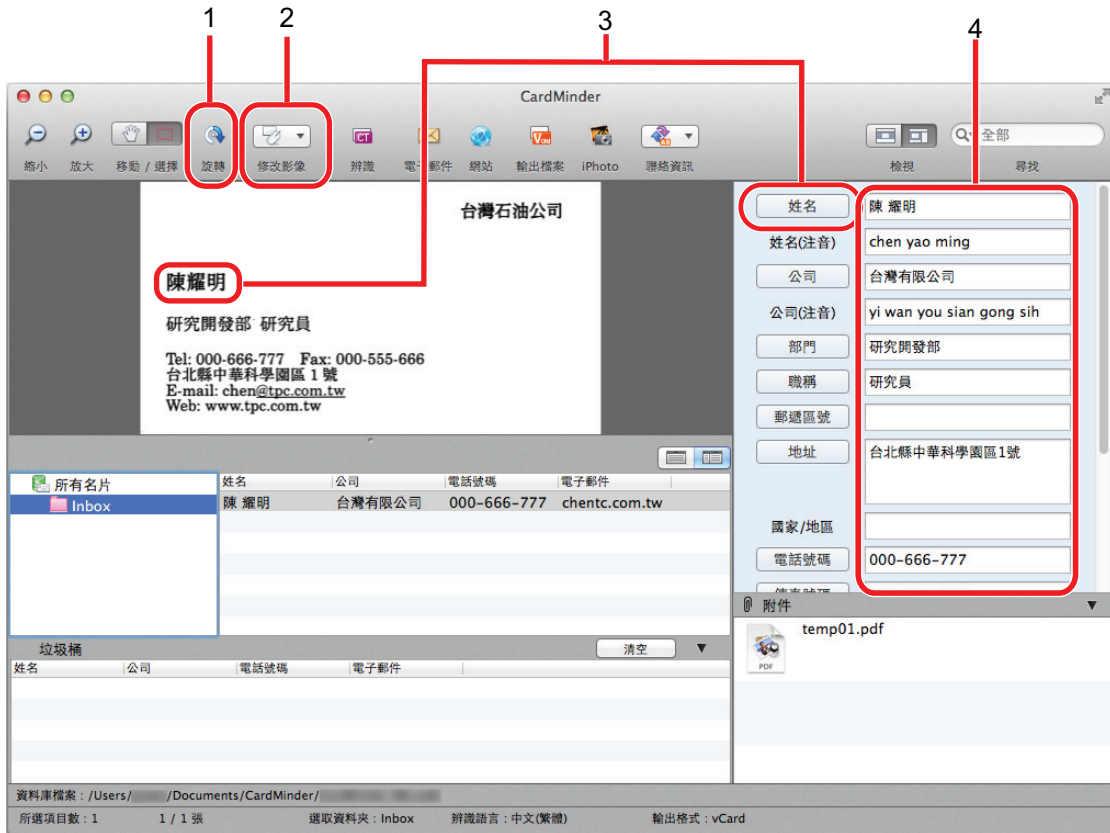 1 2 3 4
CardMinder
縮小 放大 移動 / 選擇 旋轉 修改影像 辨識 電子郵件 網站 輸出檔案 iPhoto 聯絡資訊 檢視 尋找
全部
台灣石油公司
陳耀明
研究開發部 研究員
Tel: 000-666-777 Fax: 000-555-666
台北縣中華科學園區 1 號
E-mail: chen@tpc.com.tw
Web: www.tpc.com.tw
姓名 陳 耀明
姓名(注音) chen yao ming
公司 台灣有限公司
公司(注音) yi wan you sian gong sih
部門 研究開發部
職稱 研究員
郵遞區號
地址 台北縣中華科學園區1號
國家/地區
電話號碼 000-666-777
所有名片
Inbox
姓名 公司 電話號碼 電子郵件
陳 耀明 台灣有限公司 000-666-777 chentc.com.tw
附件
temp01.pdf
PDF
垃圾桶 清空
姓名 公司 電話號碼 電子郵件
資料庫檔案 : /Users/ /Documents/CardMinder/
所選項目數 : 1 1 / 1 張 選取資料夾 : Inbox 辨識語言 : 中文(繁體) 輸出格式 : vCard